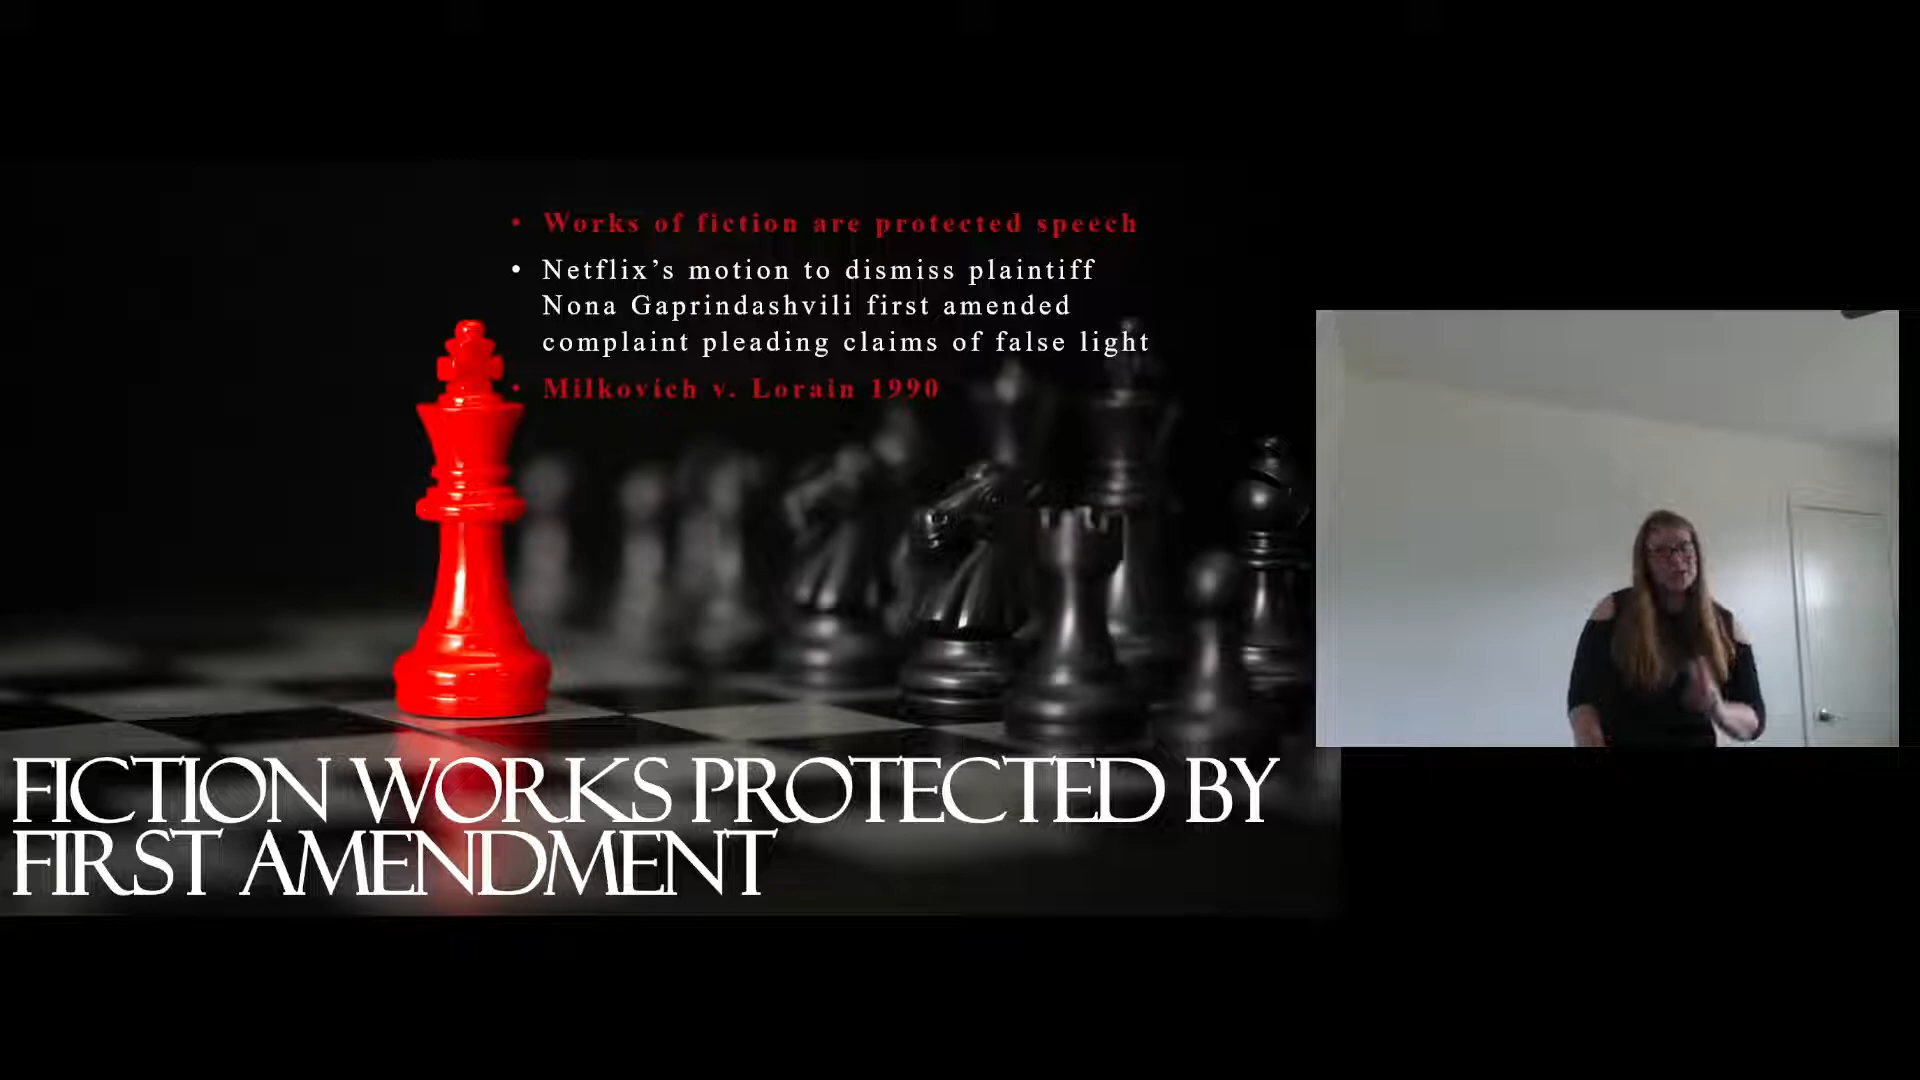 • Works of fiction are protected speech
• Netflix’s motion to dismiss plaintiff
Nona Gaprindashvili first amended
complaint pleading claims of false light
• Milkovich v. Lorain 1990
FICTION WORKS PROTECTED BY
FIRST AMENDMENT